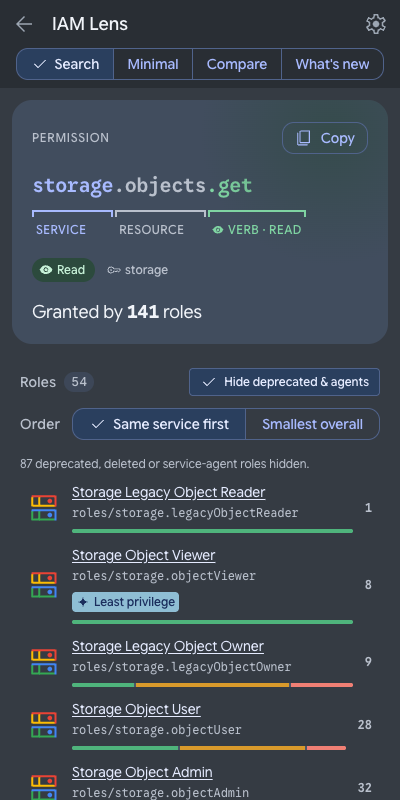 IAM Lens
Search Minimal Compare What's new
PERMISSION
Copy
storage.objects.get
SERVICE RESOURCE VERB · READ
Read storage
Granted by 141 roles
Roles 54 Hide deprecated & agents
Order Same service first Smallest overall
87 deprecated, deleted or service-agent roles hidden.
Storage Legacy Object Reader
roles/storage.legacyObjectReader
1
Storage Object Viewer
roles/storage.objectViewer
8
Least privilege
Storage Legacy Object Owner
roles/storage.legacyObjectOwner
9
Storage Object User
roles/storage.objectUser
28
Storage Object Admin
roles/storage.objectAdmin
32